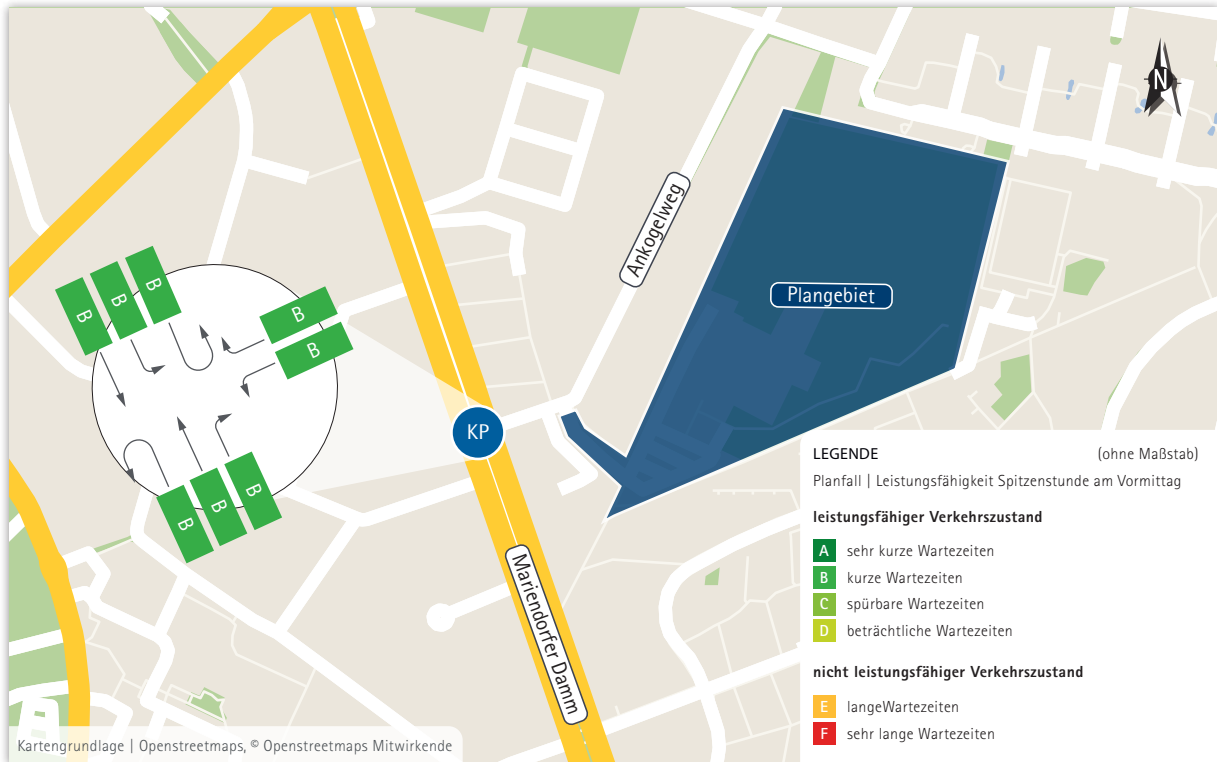 N
Ankogelweg
Plangebiet
B
B
B
B
B
KP
B
B
B
Mariendorfer Damm
LEGENDE
(ohne Maßstab)
Planfall | Leistungsfähigkeit Spitzenstunde am Vormittag
leistungsfähiger Verkehrszustand
A sehr kurze Wartezeiten
B kurze Wartezeiten
C spürbare Wartezeiten
D beträchtliche Wartezeiten
nicht leistungsfähiger Verkehrszustand
E langeWartezeiten
F sehr lange Wartezeiten
Kartengrundlage | Openstreetmaps, © Openstreetmaps Mitwirkende